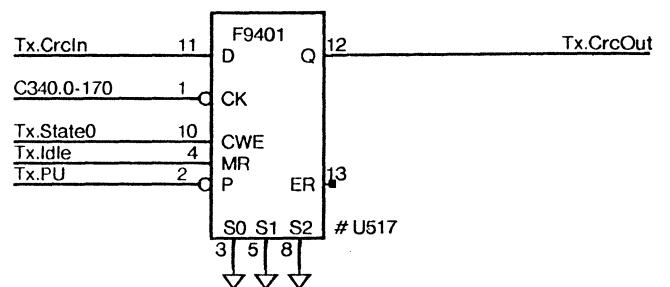 F9401
Tx.CrcIn 11 D Q 12 Tx.CrcOut
C340.0-170 1 CK
Tx.State0 10 CWE
Tx.Idle 4 MR
Tx.PU 2 P ER 13
S0 S1 S2 # U517
3 5 8